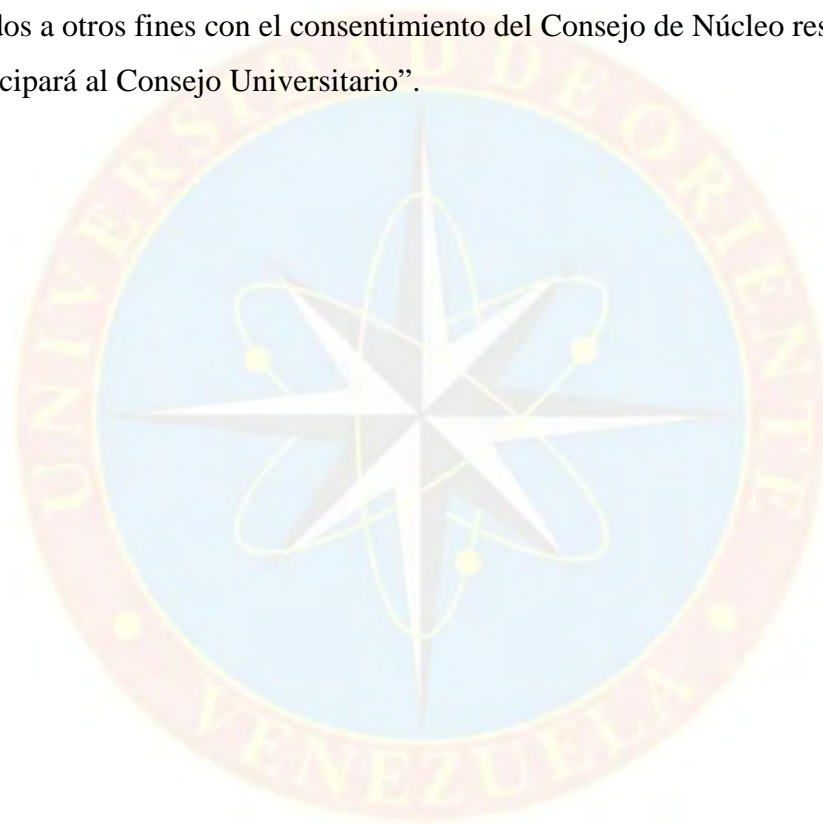 dos a otros fines con el consentimiento del Consejo de Núcleo res
cipará al Consejo Universitario”.
UNIVERSIDAD DE ORIENTE
VENEZUELA